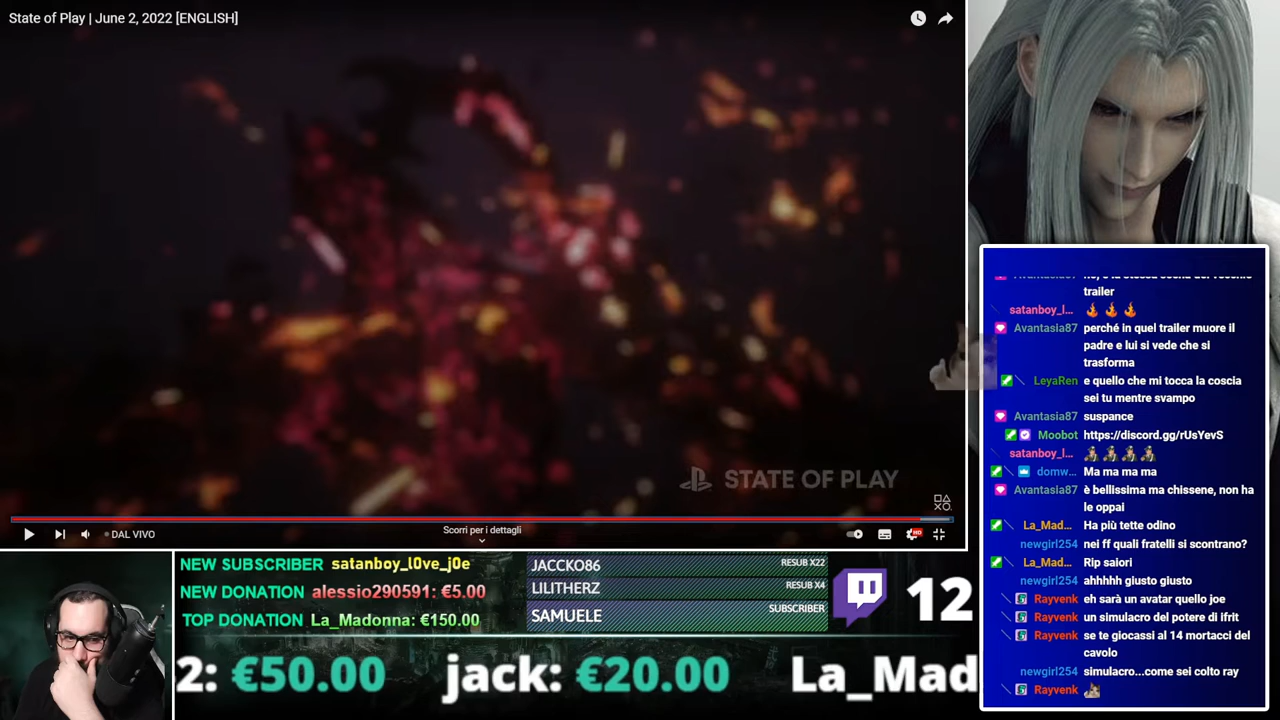 State of Play | June 2, 2022 [ENGLISH]
STATE OF PLAY
DAL VIVO
Scorri per i dettagli
HD
trailer
satanboy_l...
Avantasia87 perché in quel trailer muore il
padre e lui si vede che si
trasforma
LeyaRen e quello che mi tocca la coscia
sei tu mentre svampo
Avantasia87 suspance
Moobot https://discord.gg/rUsYevS
satanboy_l...
domw... Ma ma ma ma
Avantasia87 è bellissima ma chissene, non ha
le oppai
La_Mad... Ha più tette odino
newgirl254 nei ff quali fratelli si scontrano?
La_Mad... Rip saiori
newgirl254 ahhhhh giusto giusto
Rayvenk eh sarà un avatar quello joe
Rayvenk un simulacro del potere di ifrit
Rayvenk se te giocassi al 14 mortacci del
cavolo
newgirl254 simulacro...come sei colto ray
Rayvenk
NEW SUBSCRIBER satanboy_l0ve_j0e
NEW DONATION alessio290591: €5.00
TOP DONATION La_Madonna: €150.00
JACCKO86 RESUB X22
LILITHERZ RESUB X4
SAMUELE SUBSCRIBER
12
2: €50.00 jack: €20.00 La_Mad